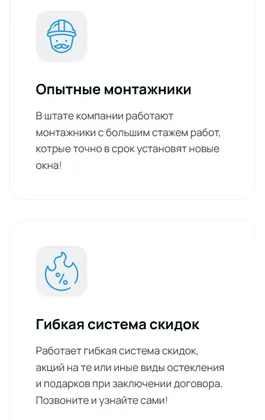 Опытные монтажники
В штате компании работают
монтажники с большим стажем работ,
котрые точно в срок установят новые
окна!
Гибкая система скидок
Работает гибкая система скидок,
акций на те или иные виды остекления
и подарков при заключении договора.
Позвоните и узнайте сами!